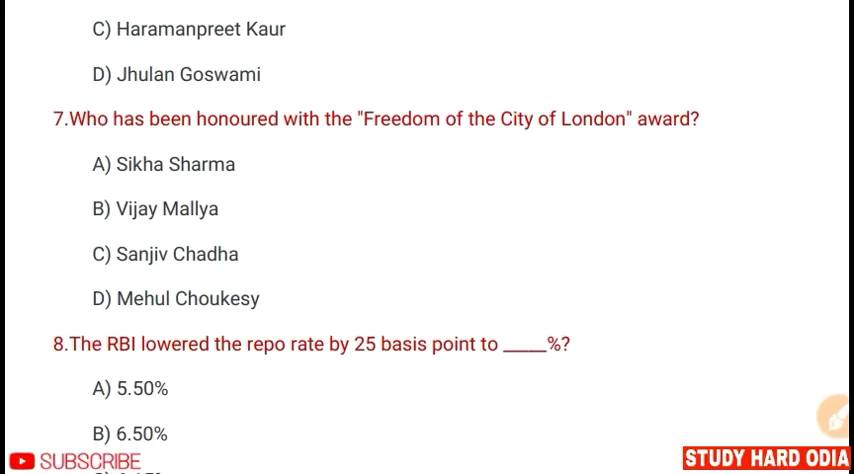 C) Haramanpreet Kaur
D) Jhulan Goswami
7.Who has been honoured with the "Freedom of the City of London" award?
A) Sikha Sharma
B) Vijay Mallya
C) Sanjiv Chadha
D) Mehul Choukesy
8.The RBI lowered the repo rate by 25 basis point to _____%?
A) 5.50%
B) 6.50%
SUBSCRIBE
STUDY HARD ODIA